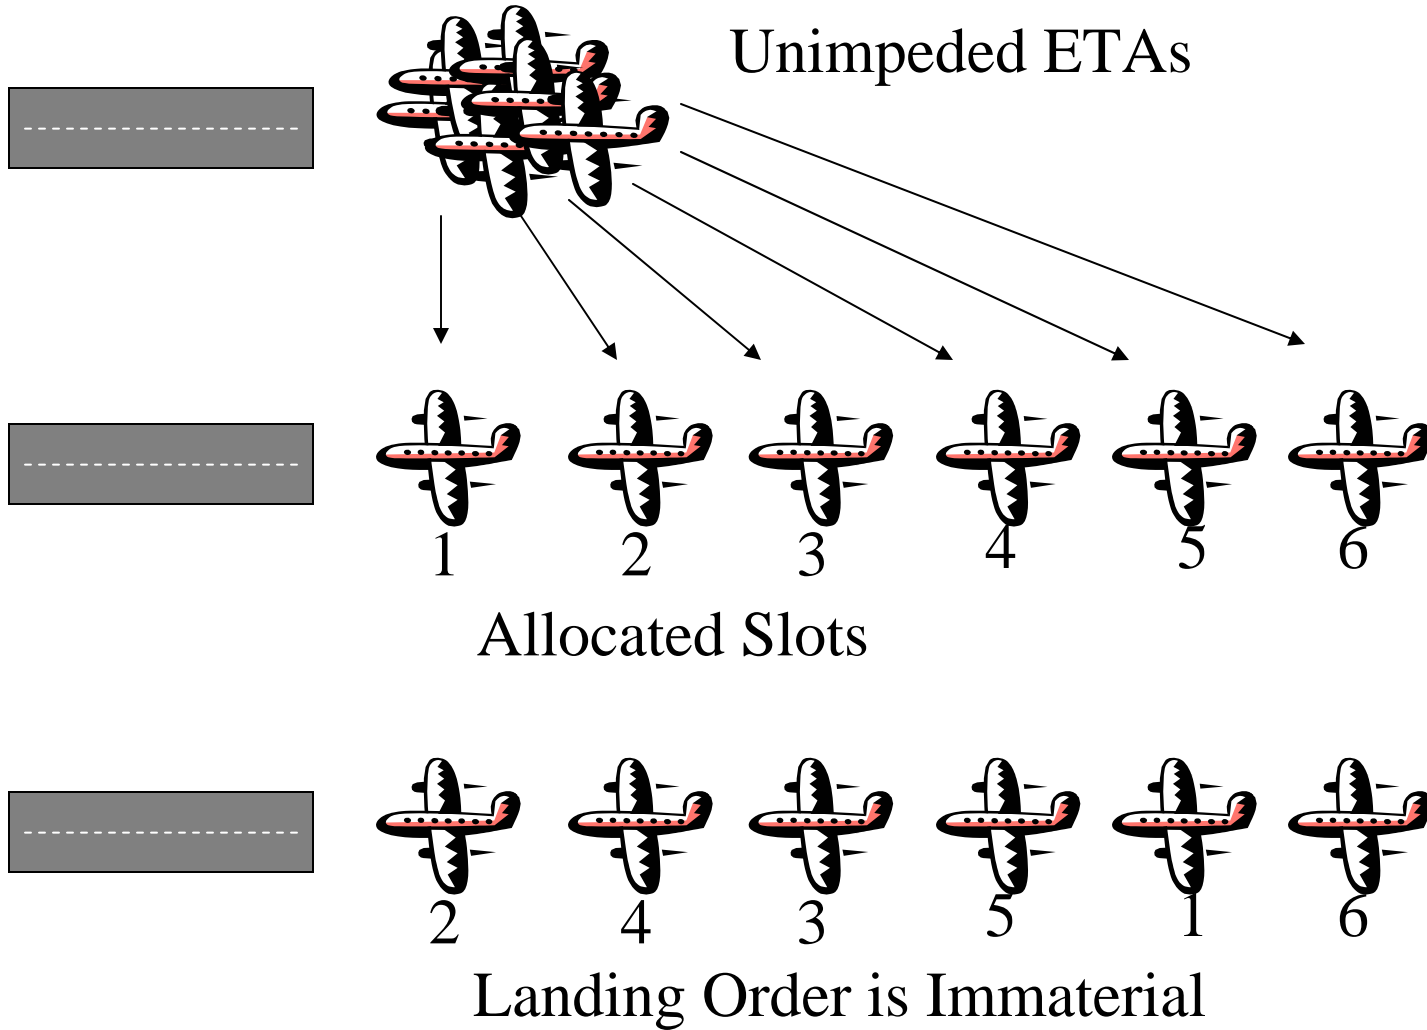 Unimpeded ETAs
1 2 3 4 5 6
Allocated Slots
2 4 3 5 1 6
Landing Order is Immaterial